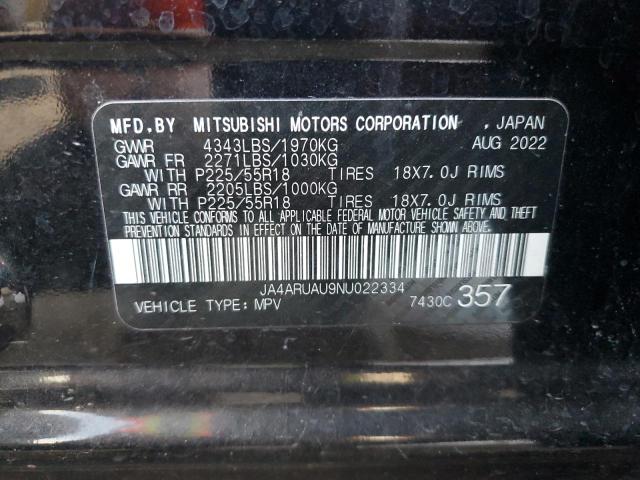 MFD.BY MITSUBISHI MOTORS CORPORATION , JAPAN
GVWR 4343LBS/1970KG AUG 2022
GAWR FR 2271LBS/1030KG
WITH P225/55R18 TIRES 18X7.0J RIMS
GAWR RR 2205LBS/1000KG
WITH P225/55R18 TIRES 18X7.0J RIMS
THIS VEHICLE CONFORMS TO ALL APPLICABLE FEDERAL MOTOR VEHICLE SAFETY AND THEFT
PREVENTION STANDARDS IN EFFECT ON THE DATE OF MANUFACTURE SHOWN ABOVE.
JA4ARUAU9NU022334
VEHICLE TYPE: MPV 7430C 357